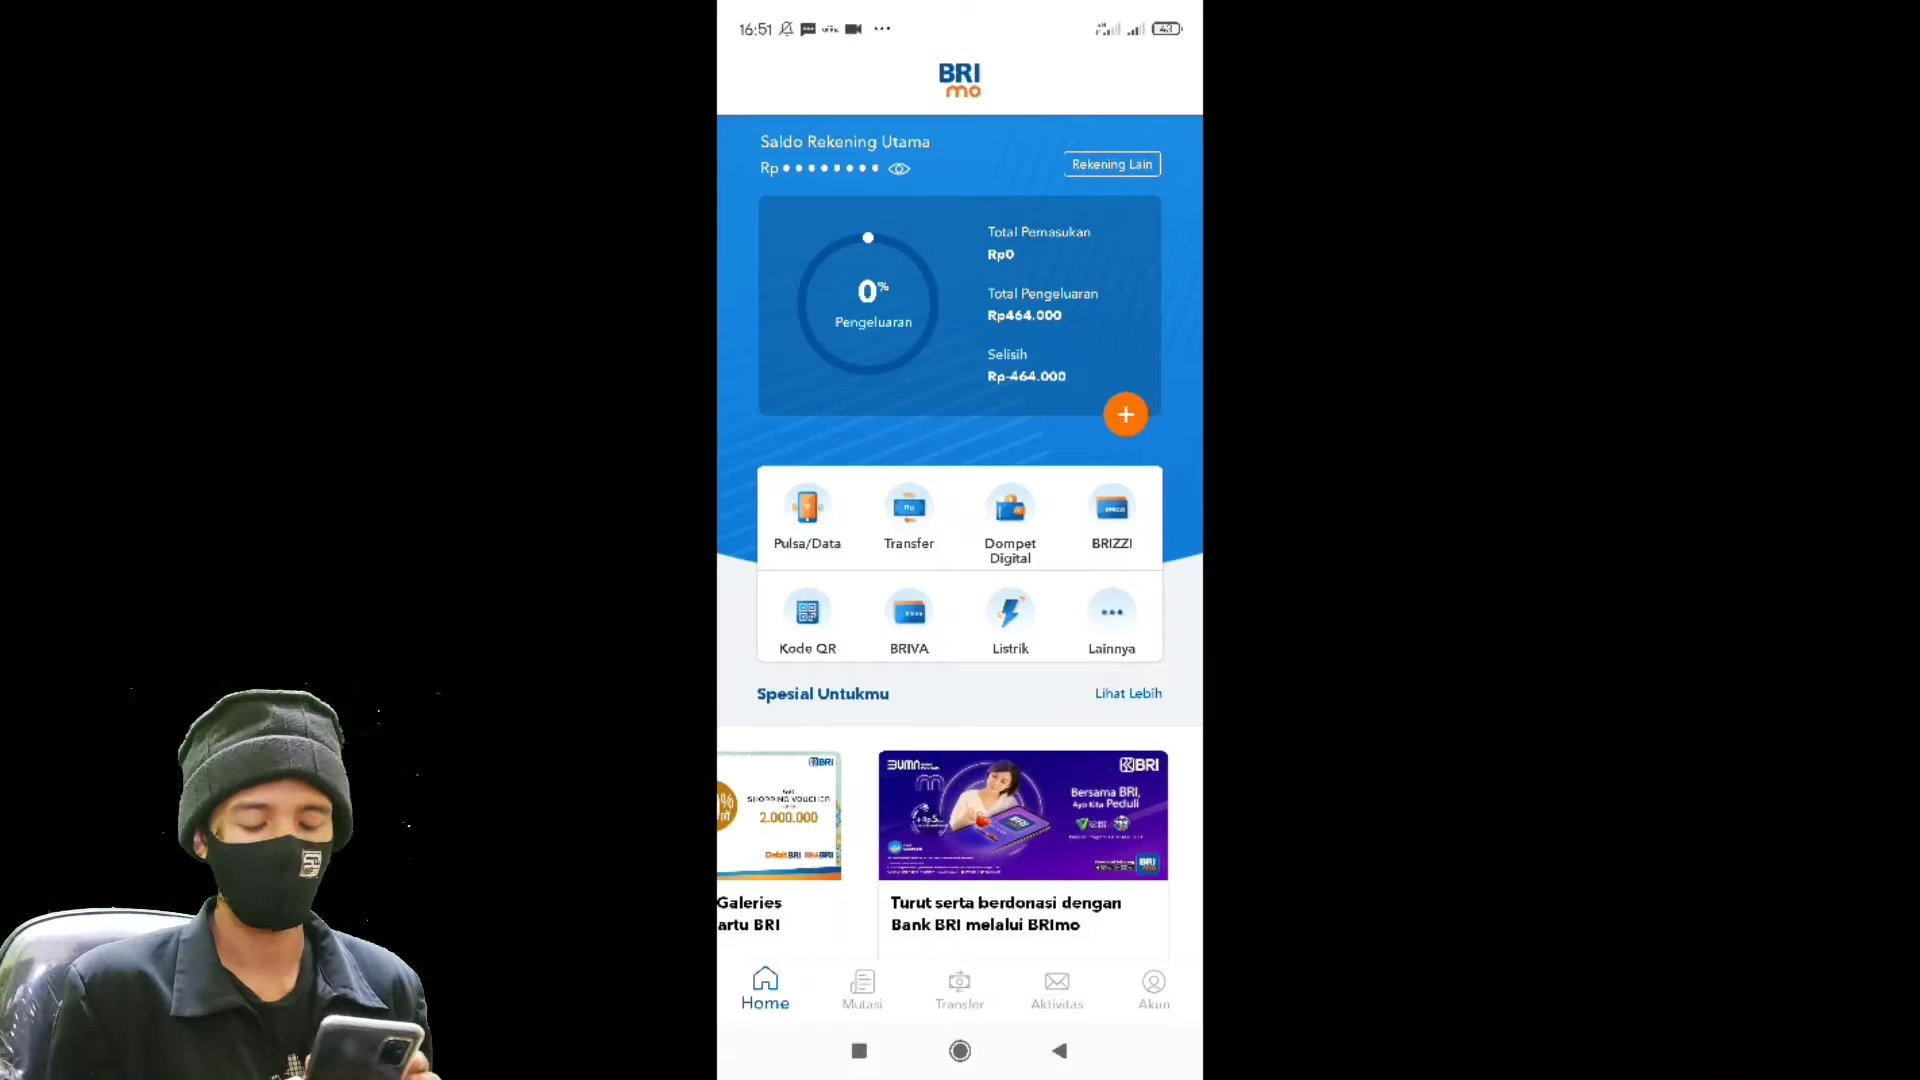 16:51
43
BRI
mo
Saldo Rekening Utama
Rp
Rekening Lain
0%
Pengeluaran
Total Pemasukan
Rp0
Total Pengeluaran
Rp464.000
Selisih
Rp-464.000
+
Pulsa/Data
Transfer
Dompet
Digital
BRIZZI
Kode QR
BRIVA
Listrik
Lainnya
Spesial Untukmu
Lihat Lebih
BRI
SHOPPING VOUCHER
2.000.000
Debit BRI
BUMN
BRI
Bersama BRI,
Ayo Kita Peduli
BRI
mo
Galeries
artu BRI
Turut serta berdonasi dengan
Bank BRI melalui BRImo
Home
Mutasi
Transfer
Aktivitas
Akun